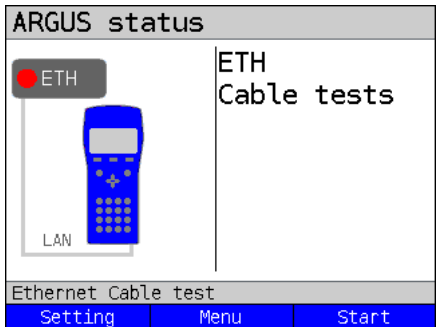 ARGUS status
ETH
ETH
Cable tests
LAN
Ethernet Cable test
Setting Menu Start